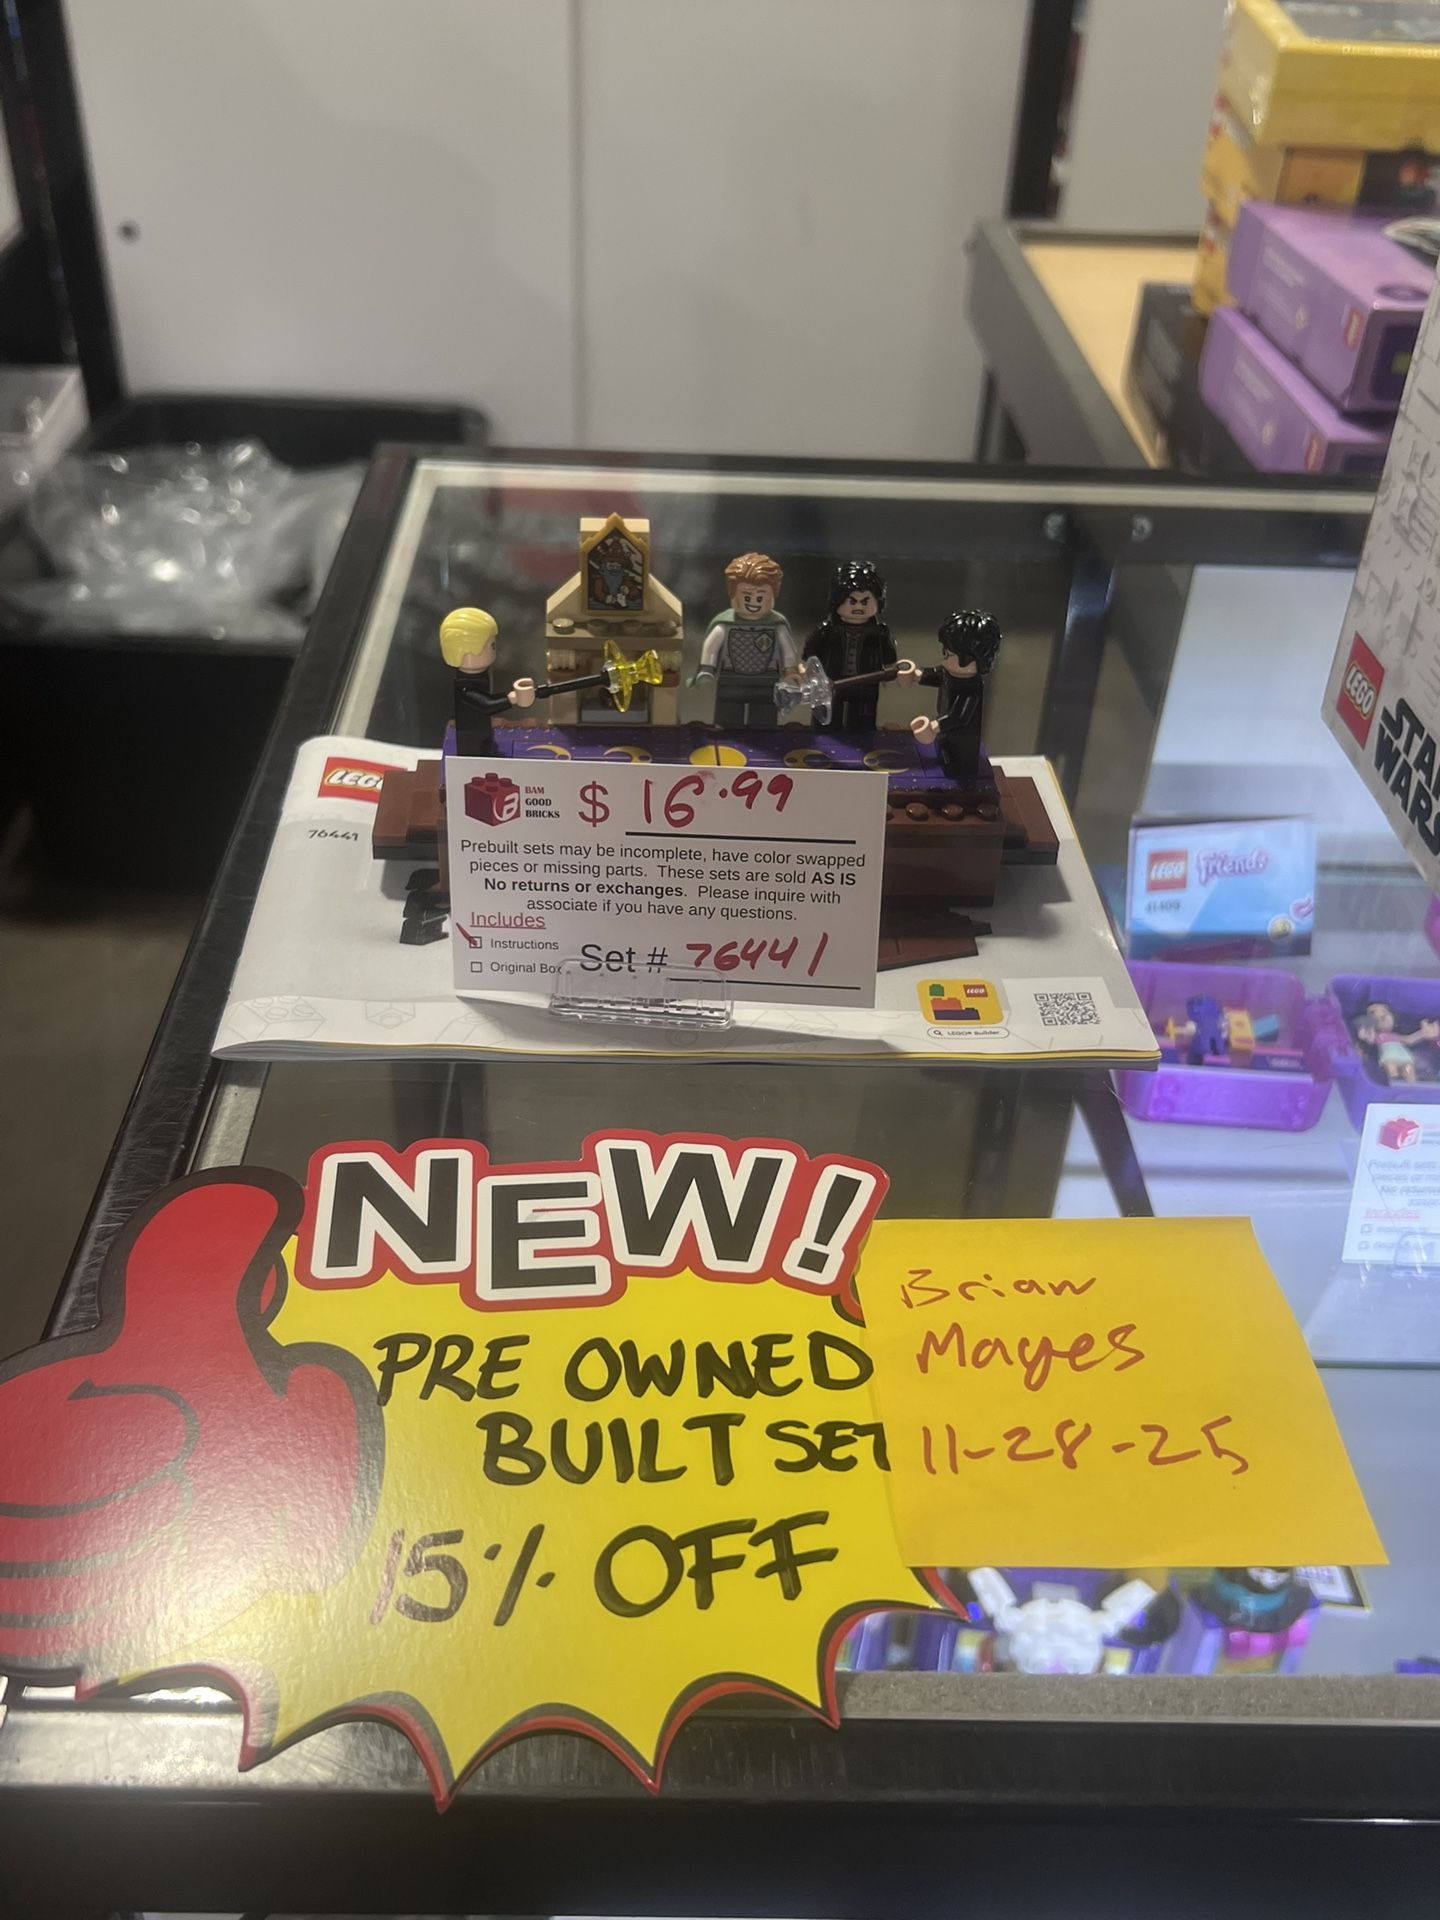 LEGO
76441
BAM
GOOD
BRICKS
$ 16.99
Prebuilt sets may be incomplete, have color swapped
pieces or missing parts. These sets are sold AS IS
No returns or exchanges. Please inquire with
associate if you have any questions.
Includes
Instructions
Original Box
Set # 76441
LEGO
LEGO® Builder
LEGO
STAR
WARS
LEGO Friends
41409
NEW!
PRE OWNED
BUILT SET
15% OFF
Brian
Mayes
11-28-25